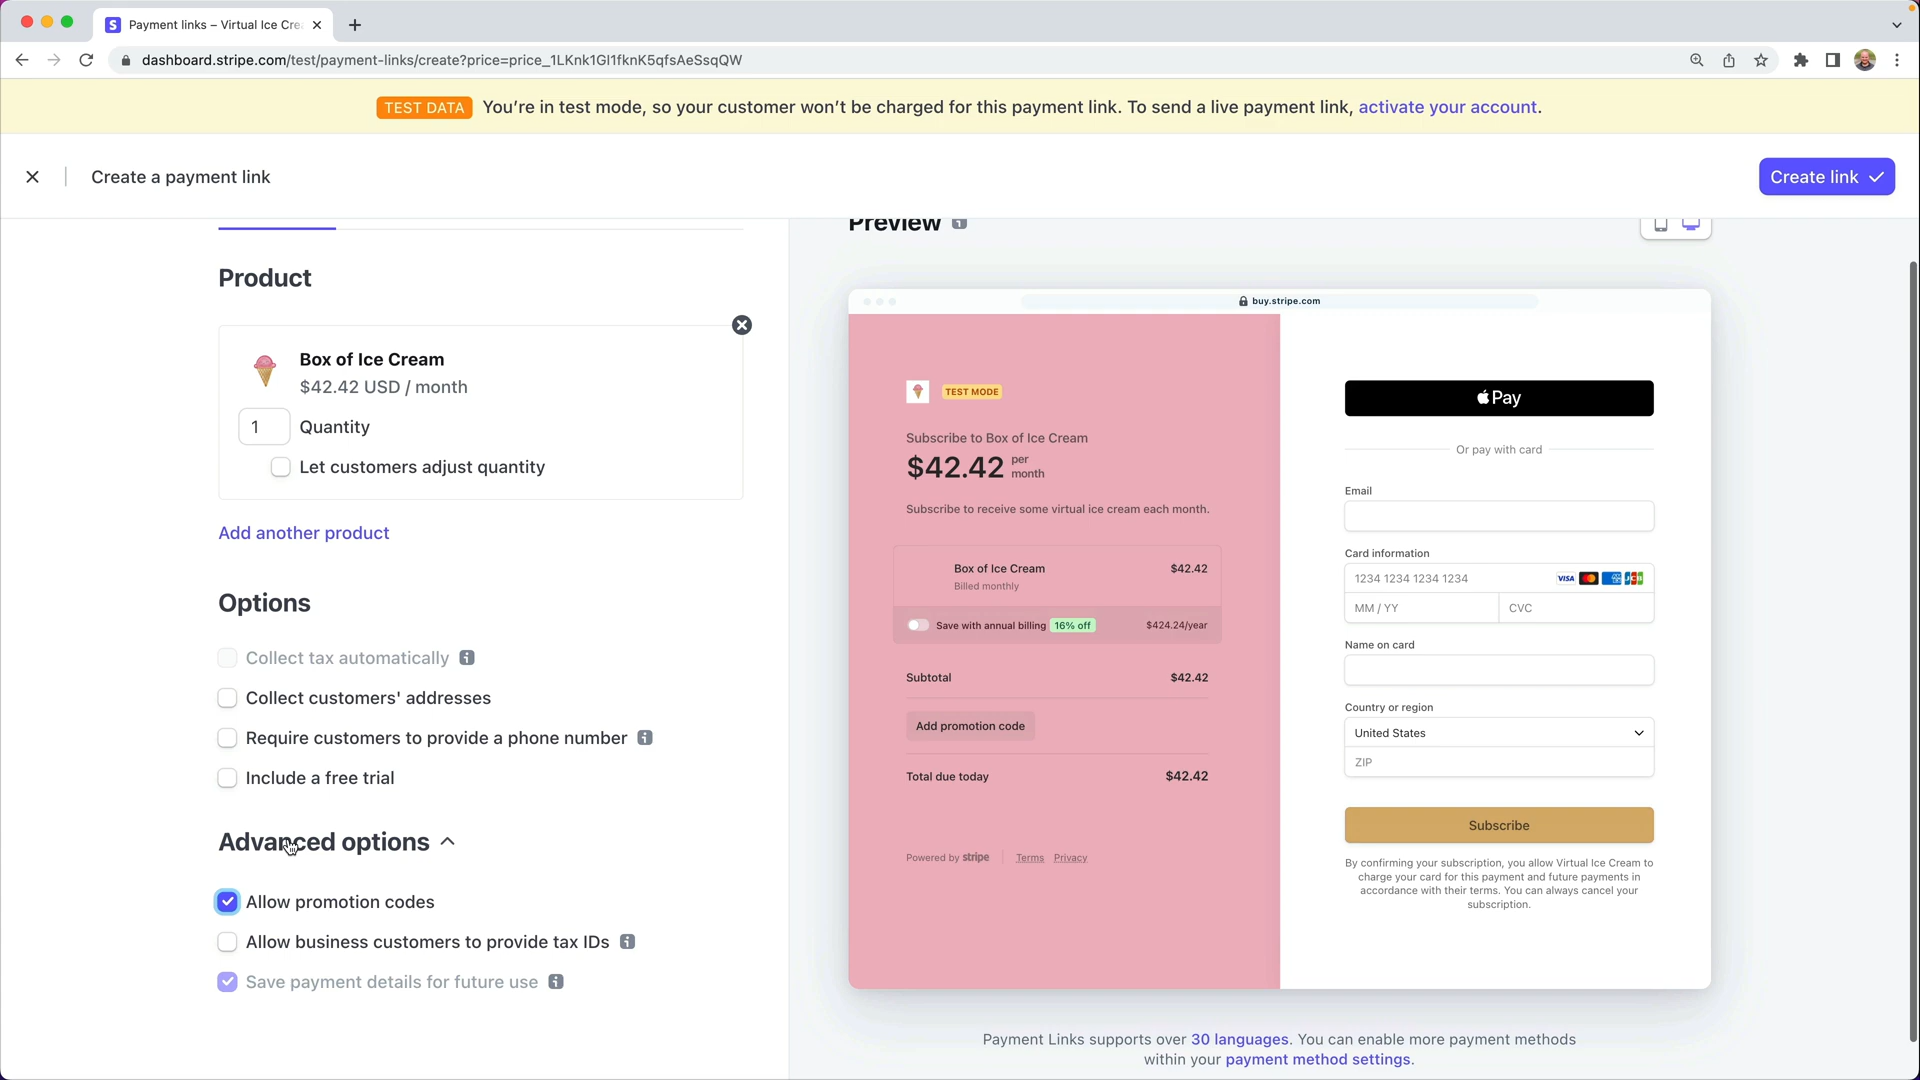 Payment links – Virtual Ice Cre
dashboard.stripe.com/test/payment-links/create?price=price_1LKnk1GI1fknK5qfsAeSsqQW
TEST DATA You're in test mode, so your customer won't be charged for this payment link. To send a live payment link, activate your account.
Create a payment link
Create link
Product
Box of Ice Cream
$42.42 USD / month
1 Quantity
Let customers adjust quantity
Add another product
Options
Collect tax automatically
Collect customers' addresses
Require customers to provide a phone number
Include a free trial
Advanced options
Allow promotion codes
Allow business customers to provide tax IDs
Save payment details for future use
Preview
buy.stripe.com
TEST MODE
Subscribe to Box of Ice Cream
$42.42 per
month
Subscribe to receive some virtual ice cream each month.
Box of Ice Cream $42.42
Billed monthly
Save with annual billing 16% off $424.24/year
Subtotal $42.42
Add promotion code
Total due today $42.42
Powered by stripe Terms Privacy
Pay
Or pay with card
Email
Card information
1234 1234 1234 1234 VISA JCB
MM / YY CVC
Name on card
Country or region
United States
ZIP
Subscribe
By confirming your subscription, you allow Virtual Ice Cream to
charge your card for this payment and future payments in
accordance with their terms. You can always cancel your
subscription.
Payment Links supports over 30 languages. You can enable more payment methods
within your payment method settings.